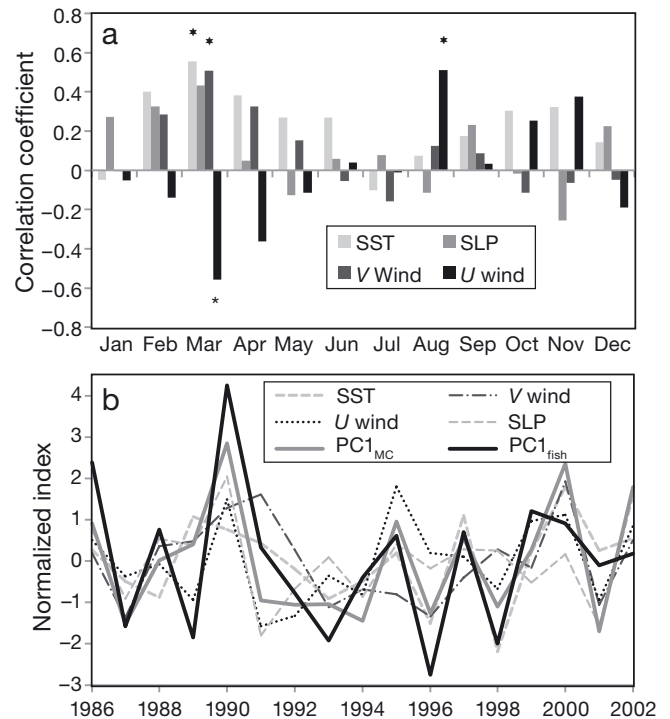 0.8
a
0.6
0.4
0.2
0
−0.2
−0.4
−0.6
−0.8
Correlation coefficient
* *
*
*
SST SLP
V Wind U wind
Jan Feb Mar Apr May Jun Jul Aug Sep Oct Nov Dec
b
4
3
2
1
0
−1
−2
−3
Normalized index
SST V wind
U wind SLP
PC1MC PC1fish
1986 1988 1990 1992 1994 1996 1998 2000 2002